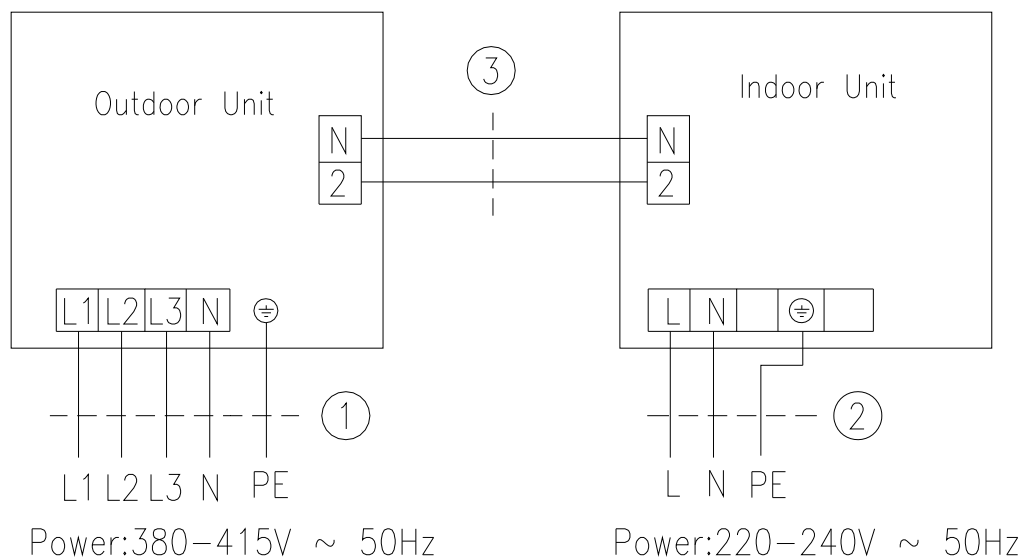 3
Outdoor Unit
Indoor Unit
N
N
2
2
L1 L2 L3 N
L N
1
2
L1 L2 L3 N PE
L N PE
Power:380-415V ~ 50Hz
Power:220-240V ~ 50Hz